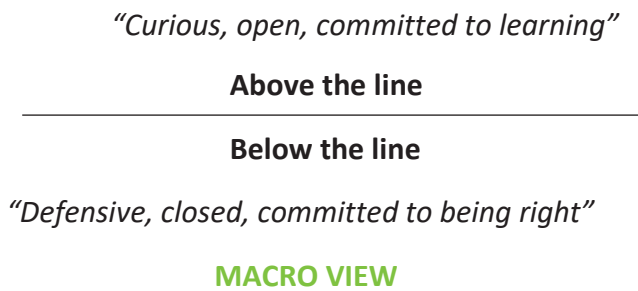 “Curious, open, committed to learning”
Above the line
Below the line
“Defensive, closed, committed to being right”
MACRO VIEW